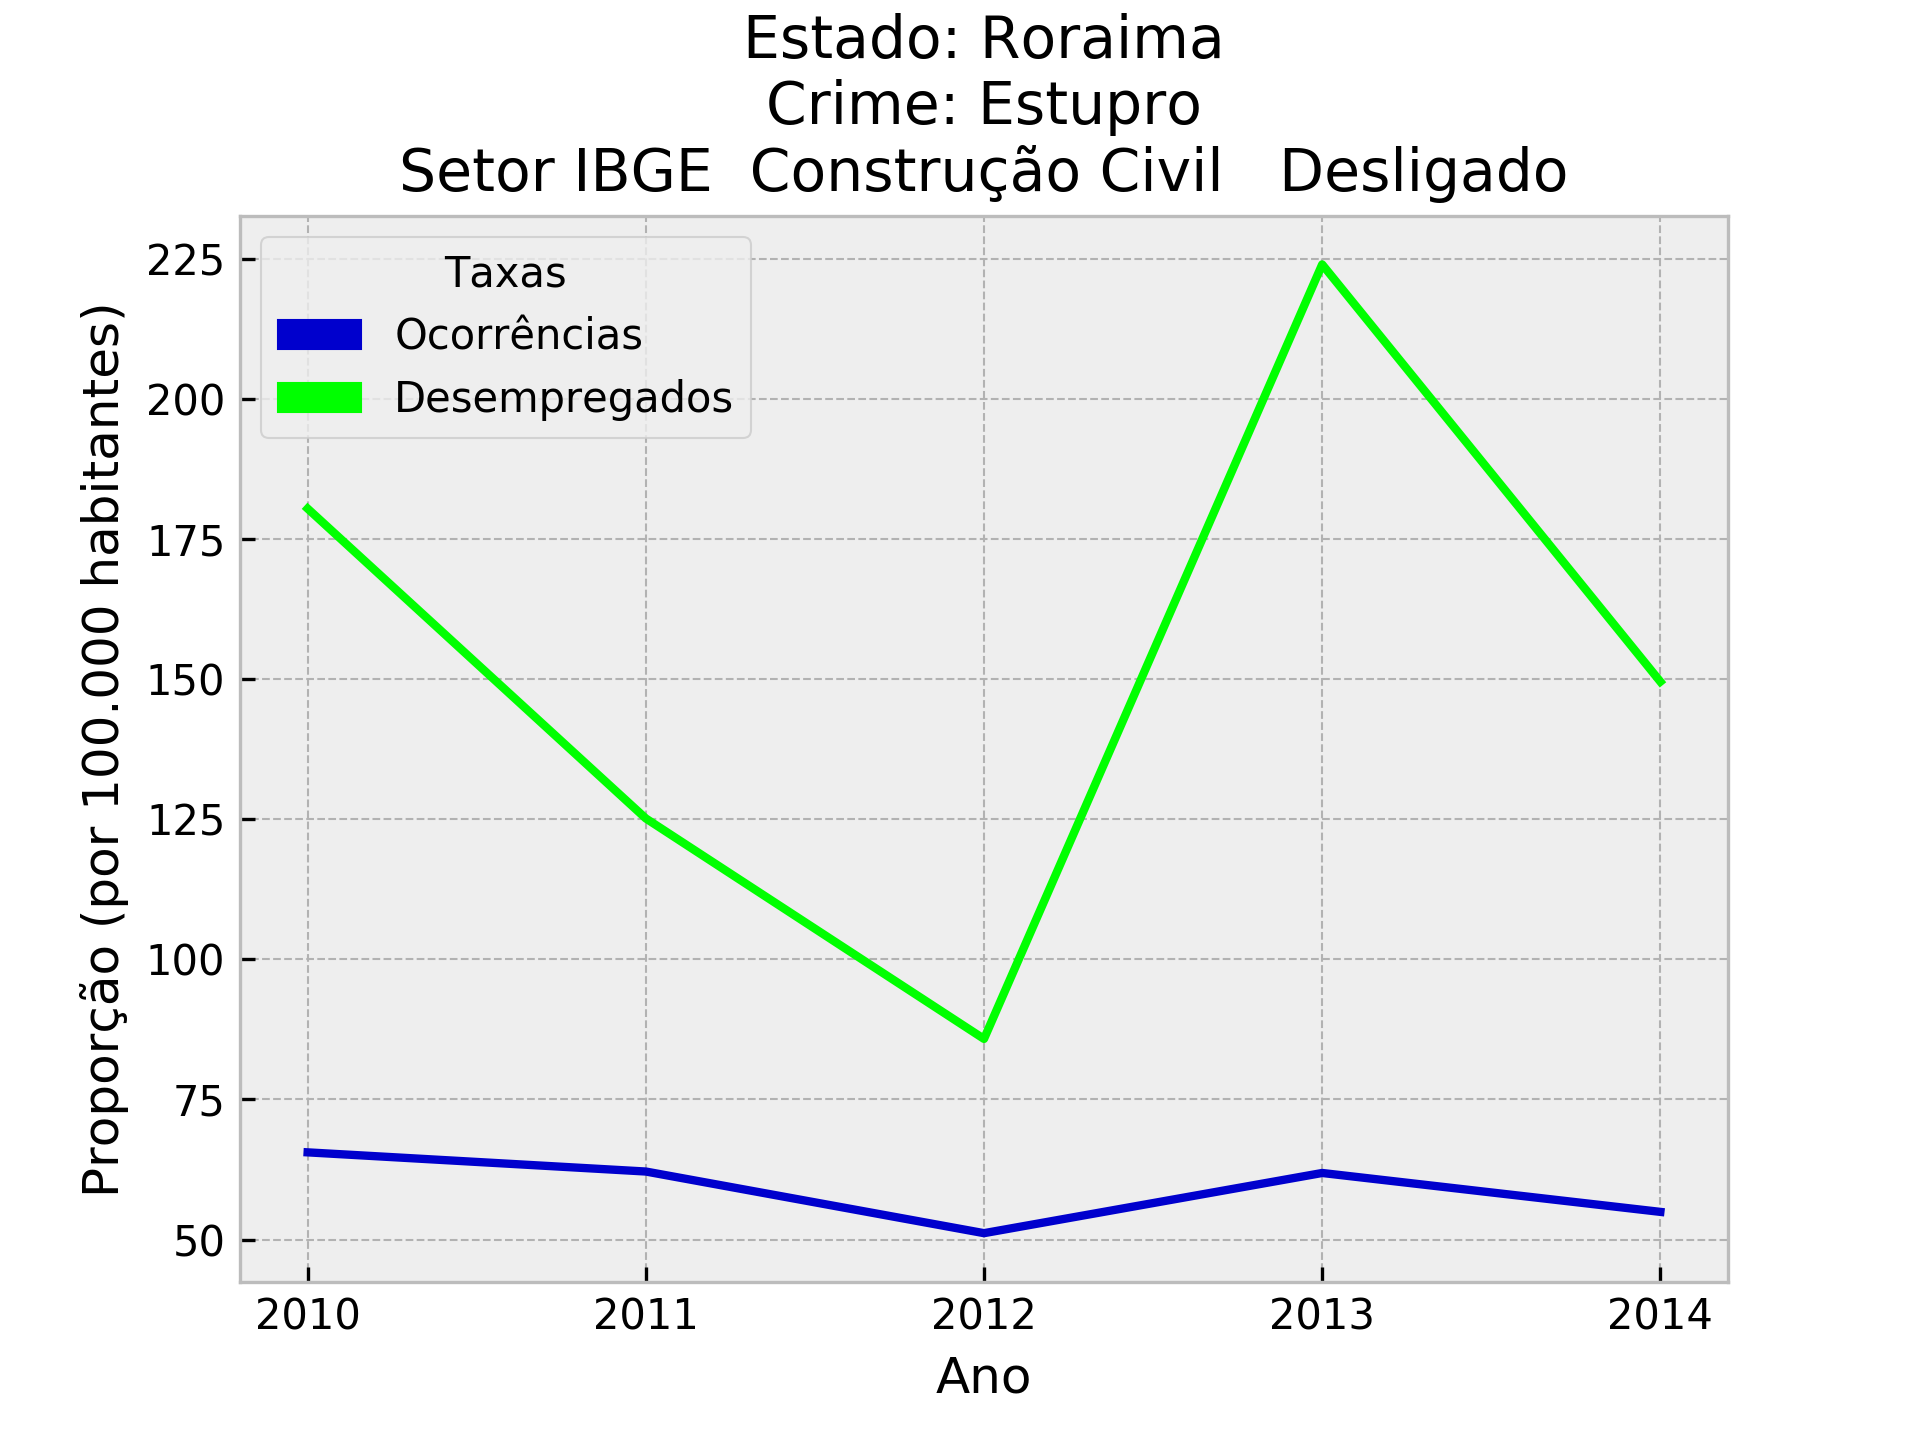 Estado: Roraima
Crime: Estupro
Setor IBGE  Construção Civil   Desligado
Taxas
Ocorrências
Desempregados
Proporção (por 100.000 habitantes)
225
200
175
150
125
100
75
50
2010 2011 2012 2013 2014
Ano